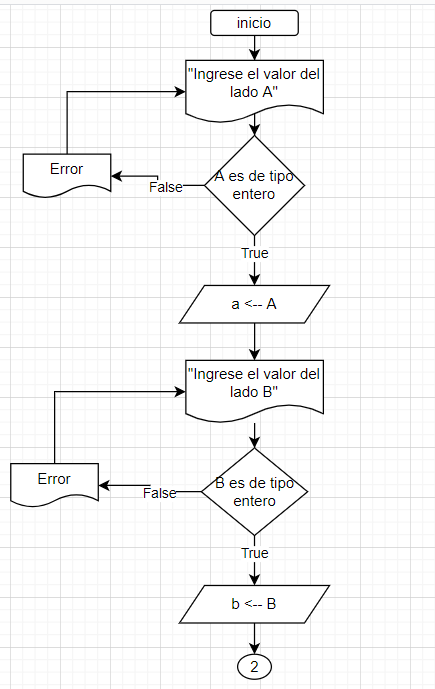 inicio
"Ingrese el valor del
lado A"
Error
False
A es de tipo
entero
True
a <-- A
"Ingrese el valor del
lado B"
Error
False
B es de tipo
entero
True
b <-- B
2